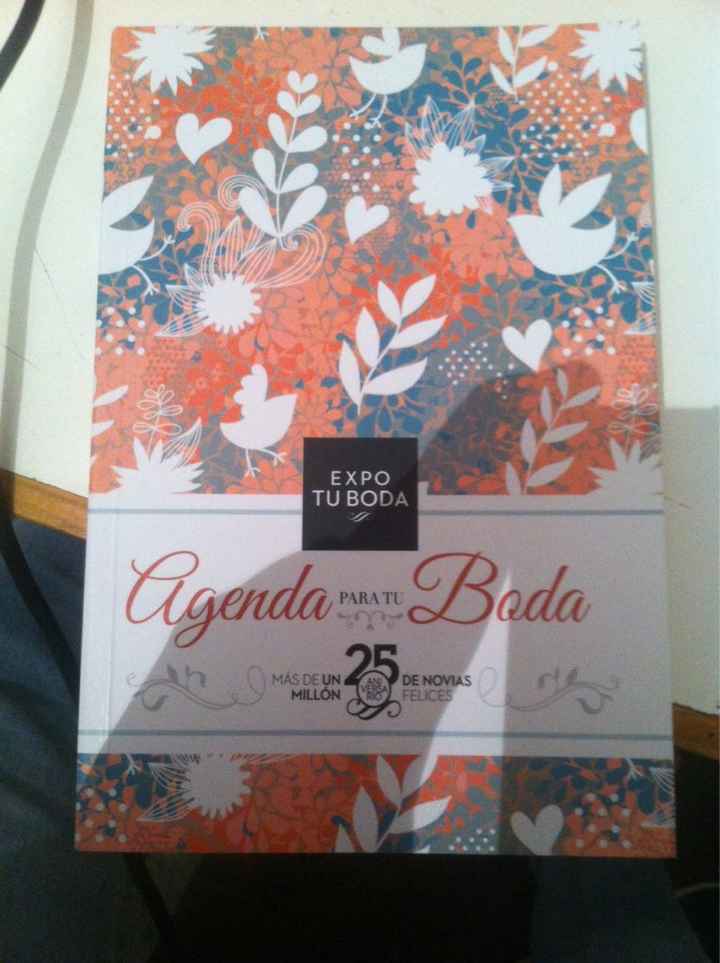 EXPO
TU BODA
Agenda PARA TU Boda
MÁS DE UN MILLÓN
25
ANIVERSARIO
DE NOVIAS FELICES